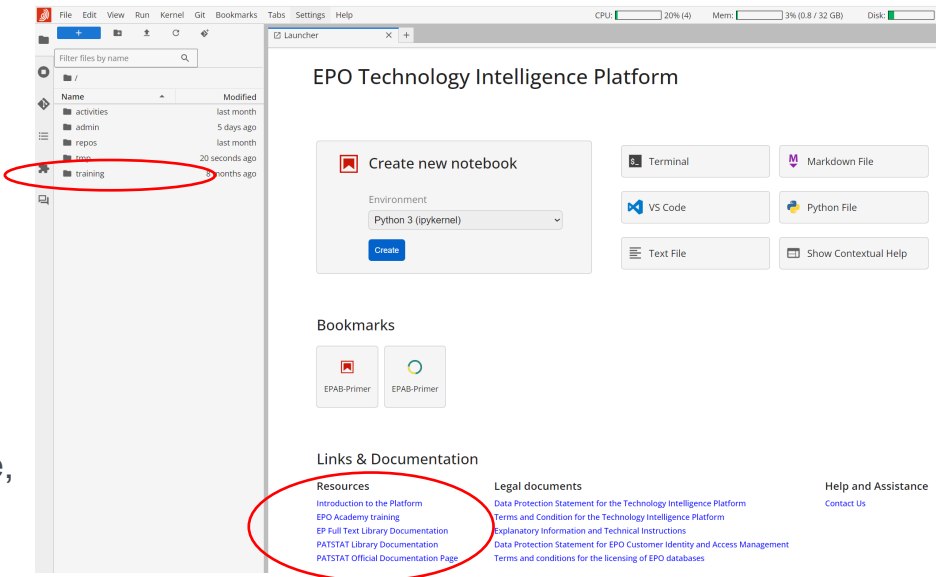 File Edit View Run Kernel Git Bookmarks Tabs Settings Help CPU: 20% (4) Mem: 3% (0.8 / 32 GB) Disk:
Launcher
Filter files by name
/
Name Modified
activities last month
admin 5 days ago
repos last month
tmp 20 seconds ago
training 8 months ago
EPO Technology Intelligence Platform
Create new notebook
Environment
Python 3 (ipykernel)
Create
Terminal
Markdown File
VS Code
Python File
Text File
Show Contextual Help
Bookmarks
EPAB-Primer
EPAB-Primer
Links & Documentation
Resources
Introduction to the Platform
EPO Academy training
EP Full Text Library Documentation
PATSTAT Library Documentation
PATSTAT Official Documentation Page
Legal documents
Data Protection Statement for the Technology Intelligence Platform
Terms and Condition for the Technology Intelligence Platform
Explanatory Information and Technical Instructions
Data Protection Statement for EPO Customer Identity and Access Management
Terms and conditions for the licensing of EPO databases
Help and Assistance
Contact Us